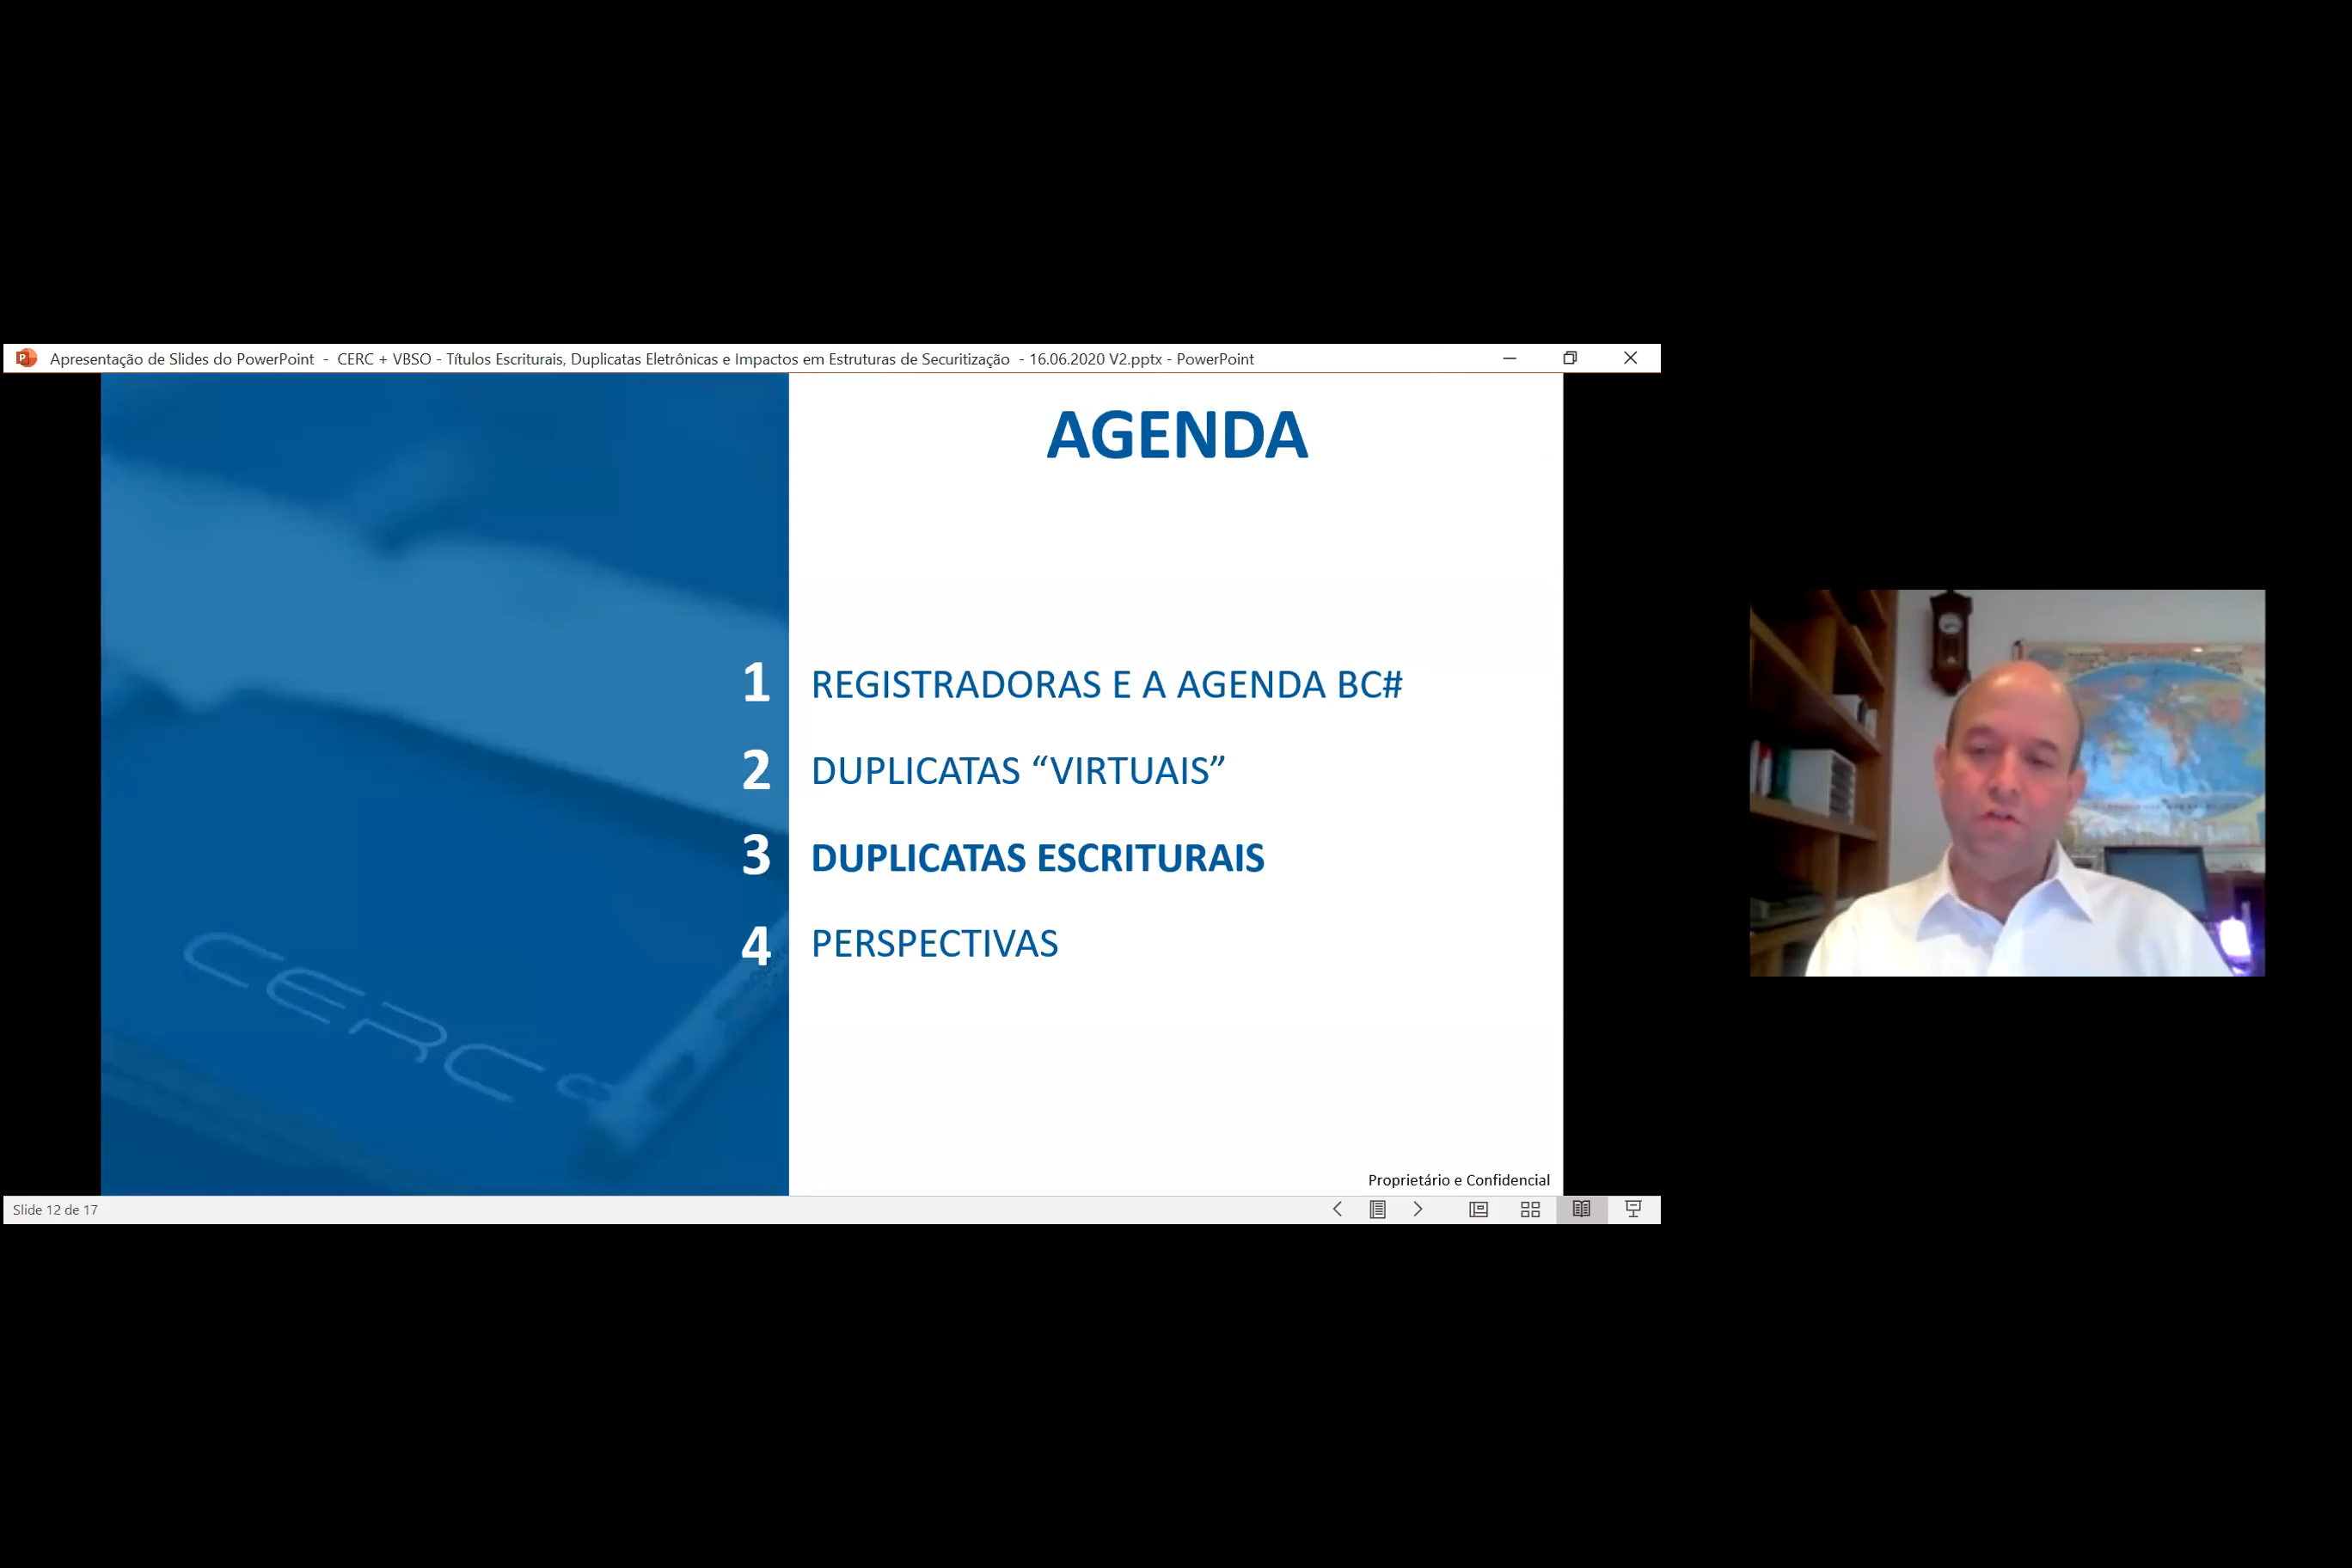 Apresentação de Slides do PowerPoint - CERC + VBSO - Títulos Escriturais, Duplicatas Eletrônicas e Impactos em Estruturas de Securitização - 16.06.2020 V2.pptx - PowerPoint
AGENDA
1 REGISTRADORAS E A AGENDA BC#
2 DUPLICATAS “VIRTUAIS”
3 DUPLICATAS ESCRITURAIS
4 PERSPECTIVAS
CERC
Proprietário e Confidencial
Slide 12 de 17